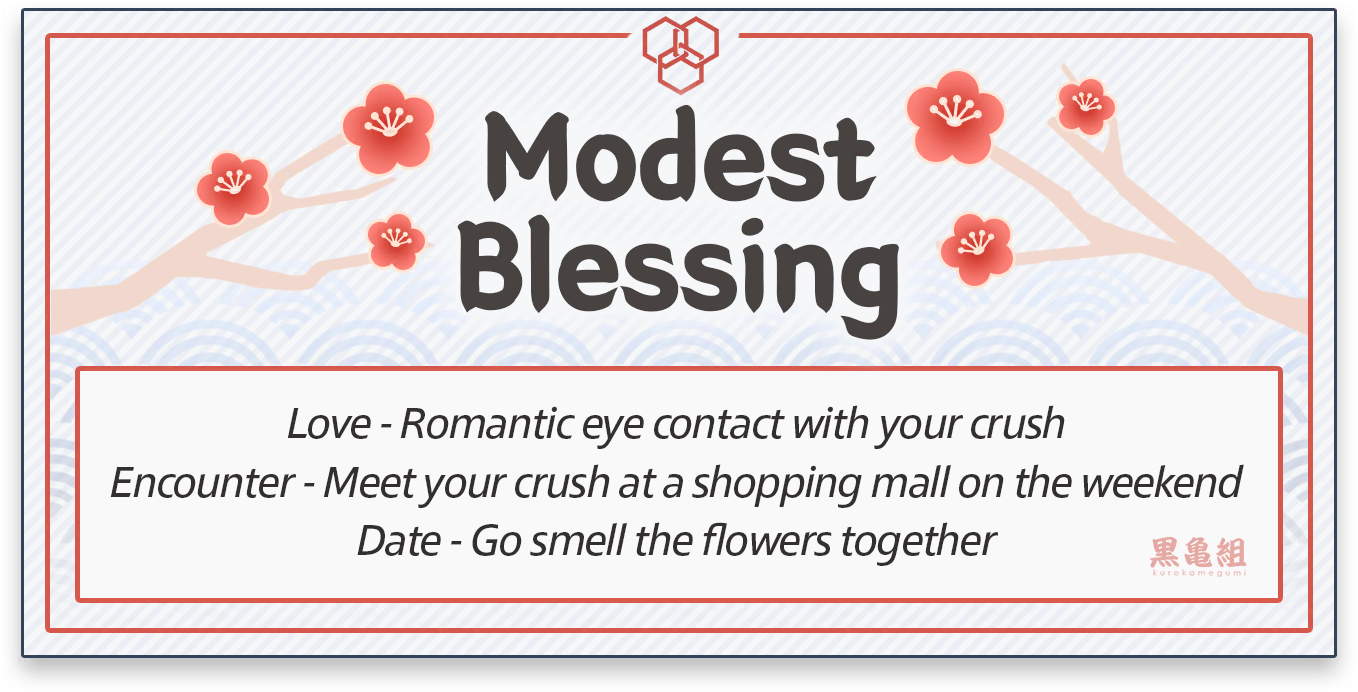 Modest
Blessing
Love - Romantic eye contact with your crush
Encounter - Meet your crush at a shopping mall on the weekend
Date - Go smell the flowers together
黒亀組
kurokamegumi